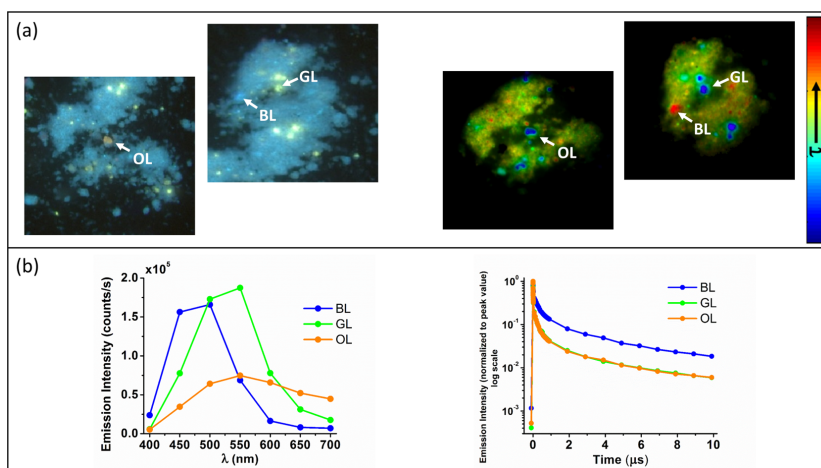 (a)
GL
BL
OL
GL
BL
OL
τ
(b)
x10⁵
2.0
1.5
1.0
0.5
0.0
400 450 500 550 600 650 700
λ (nm)
Emission Intensity (counts/s)
BL
GL
OL
10⁰
10⁻¹
10⁻²
10⁻³
0 2 4 6 8 10
Time (μs)
Emission Intensity (normalized to peak value)
log scale
BL
GL
OL